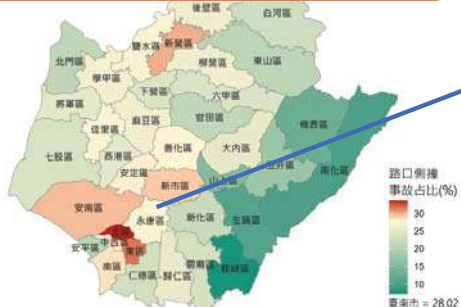 後壁區
白河區
鹽水區
新營區
北門區
柳營區
東山區
學甲區
下營區
六甲區
將軍區
麻豆區
官田區
楠西區
佳里區
七股區
西港區
善化區
大內區
玉井區
南化區
安定區
山上區
新市區
安南區
永康區
新化區
左鎮區
中西區
安平區
東區
南區
仁德區
歸仁區
關廟區
龍崎區
路口側撞
事故占比(%)
30
25
20
15
10
臺南市 = 28.02